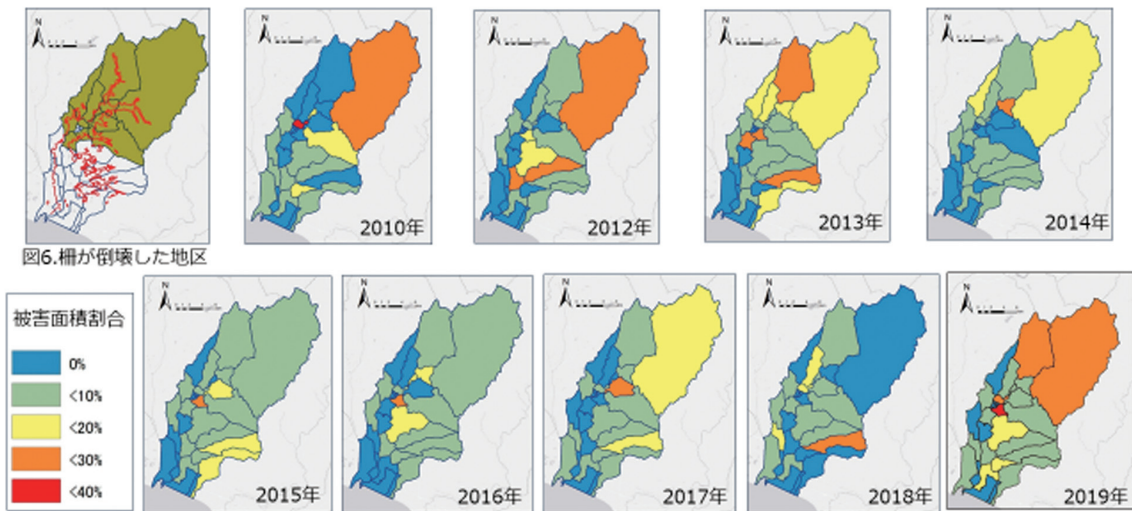 N
N
2010年
N
2012年
N
2013年
N
2014年
図6.柵が倒壊した地区
被害面積割合
0%
<10%
<20%
<30%
<40%
N
2015年
N
2016年
N
2017年
N
2018年
N
2019年